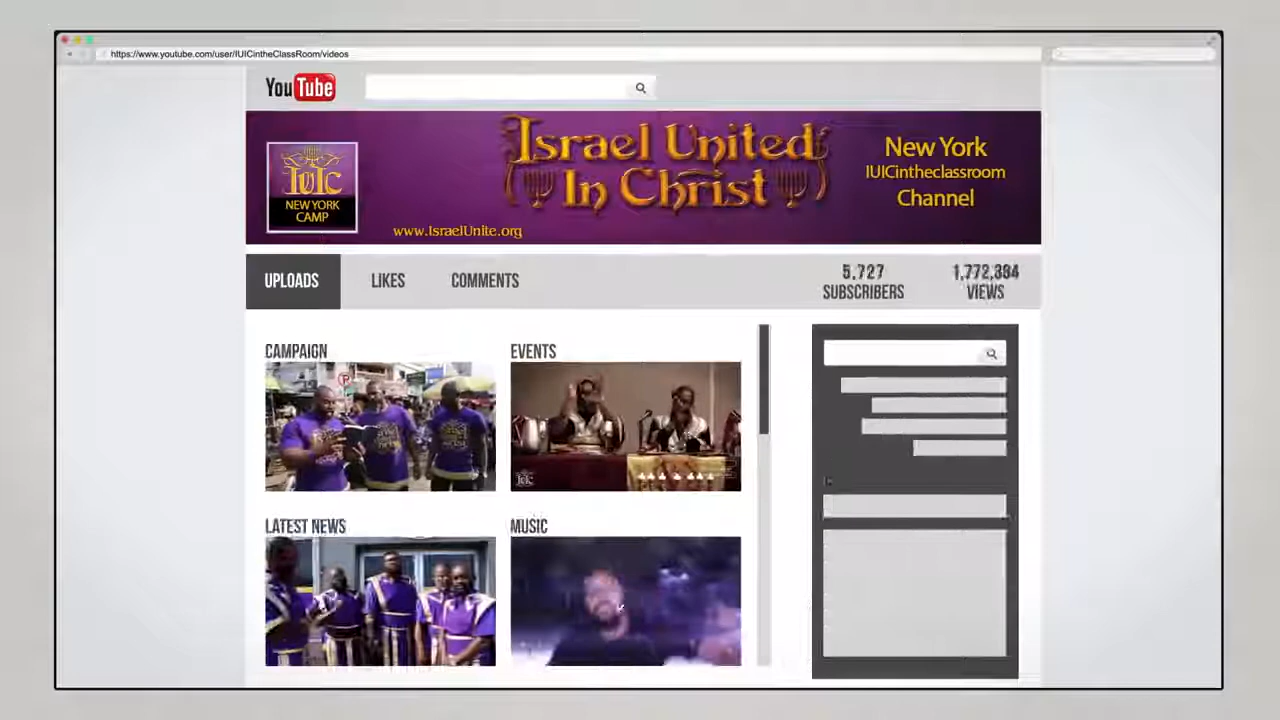 https://www.youtube.com/user/IUICintheClassRoom/videos
YouTube
Israel United
In Christ
New York
IUICintheclassroom
Channel
IUIC
NEW YORK
CAMP
www.IsraelUnite.org
UPLOADS
LIKES
COMMENTS
5,727
SUBSCRIBERS
1,772,384
VIEWS
CAMPAIGN
EVENTS
IUIC
LATEST NEWS
MUSIC